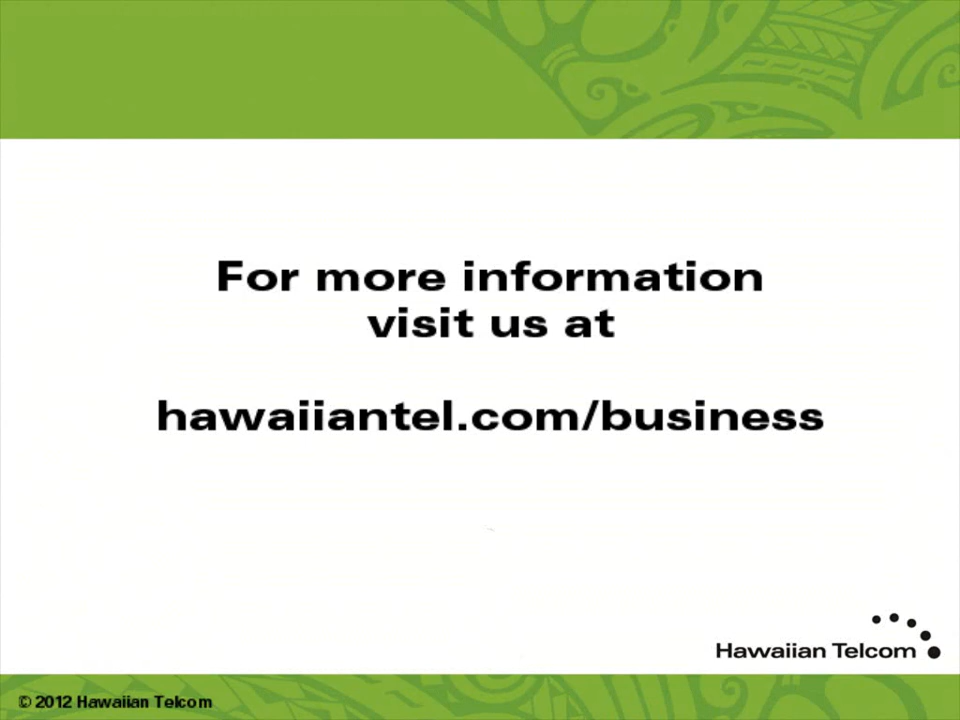 For more information
visit us at
hawaiiantel.com/business
Hawaiian Telcom
© 2012 Hawaiian Telcom